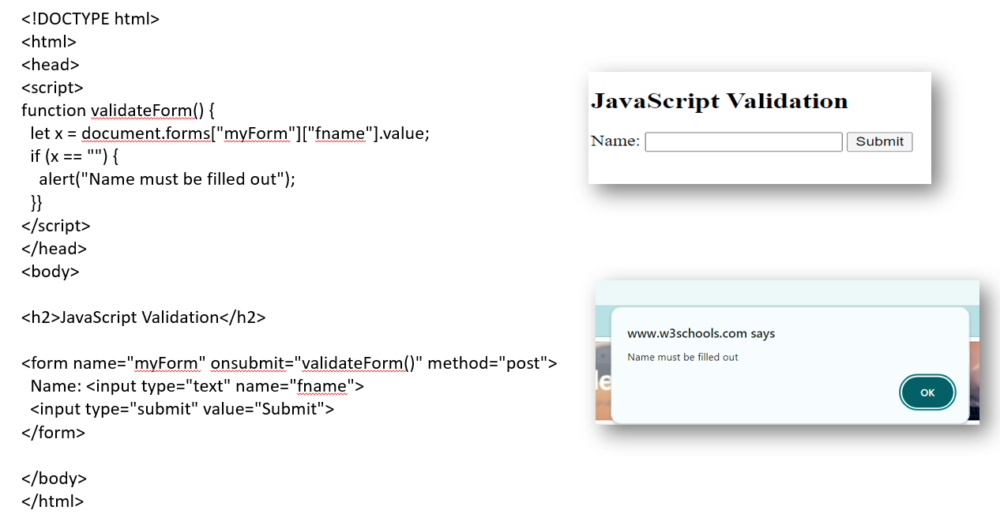 <!DOCTYPE html>
<html>
<head>
<script>
function validateForm() {
  let x = document.forms["myForm"]["fname"].value;
  if (x == "") {
    alert("Name must be filled out");
  }}
</script>
</head>
<body>

<h2>JavaScript Validation</h2>

<form name="myForm" onsubmit="validateForm()" method="post">
  Name: <input type="text" name="fname">
  <input type="submit" value="Submit">
</form>

</body>
</html>
JavaScript Validation
Name: Submit
www.w3schools.com says
Name must be filled out
OK